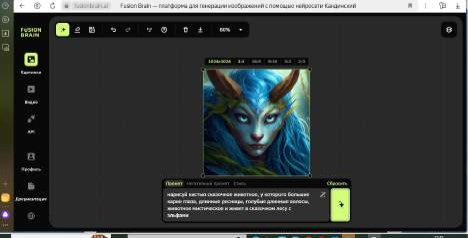 fusionbrain.ai
Fusion Brain — платформа для генерации изображений с помощью нейросети Кандинский
FUSION
BRAIN
60%
1024x1024 1:1 16:9 9:16 3:2 2:3
Картинки
Видео
API
Профиль
Документация
Промпт Негативный промпт Стиль Сбросить
нарисуй кистью сказочное животное, у которого большие
карие глаза, длинные ресницы, голубые длинные волосы,
животное мистическое и живет в сказочном лесу с
эльфами